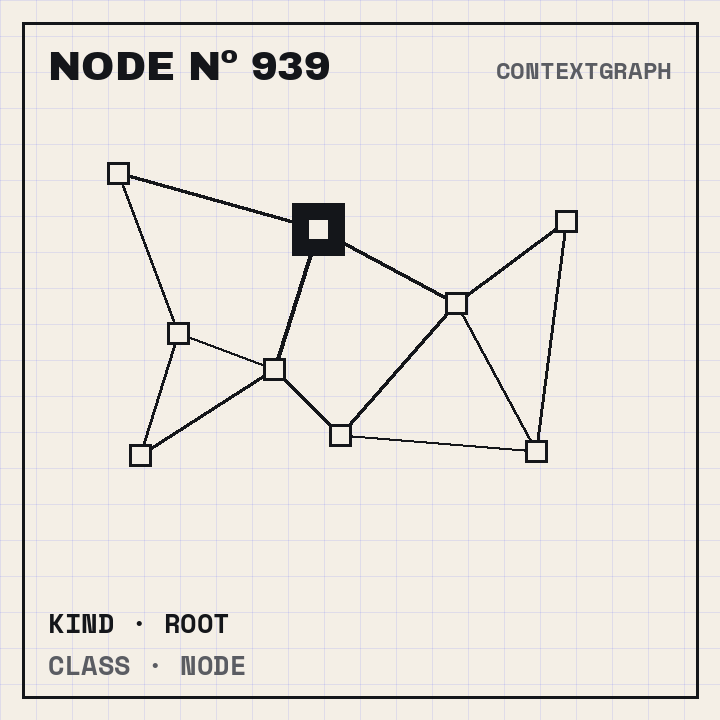 NODE Nº 939
CONTEXTGRAPH
KIND · ROOT
CLASS · NODE